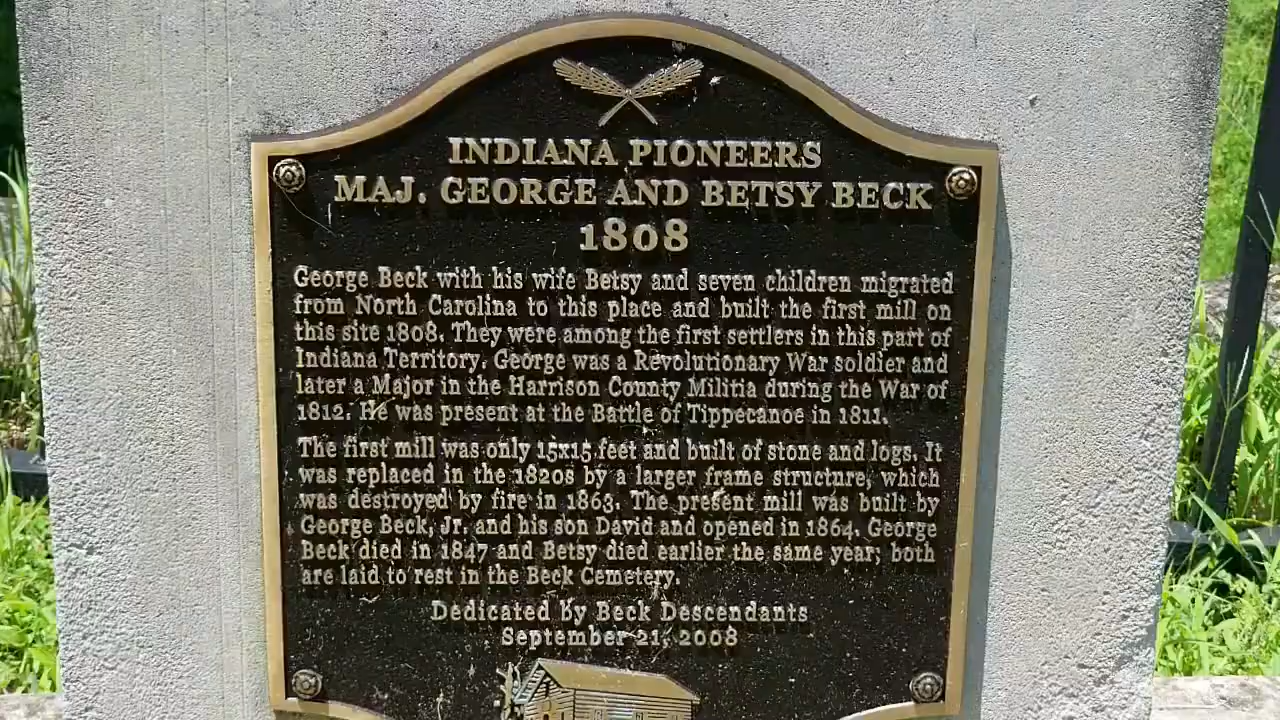 INDIANA PIONEERS
MAJ. GEORGE AND BETSY BECK
1808
George Beck with his wife Betsy and seven children migrated
from North Carolina to this place and built the first mill on
this site 1808. They were among the first settlers in this part of
Indiana Territory. George was a Revolutionary War soldier and
later a Major in the Harrison County Militia during the War of
1812. He was present at the Battle of Tippecanoe in 1811.
The first mill was only 15x15 feet and built of stone and logs. It
was replaced in the 1820s by a larger frame structure, which
was destroyed by fire in 1863. The present mill was built by
George Beck, Jr. and his son David and opened in 1864. George
Beck died in 1847 and Betsy died earlier the same year; both
are laid to rest in the Beck Cemetery.
Dedicated by Beck Descendants
September 21, 2008